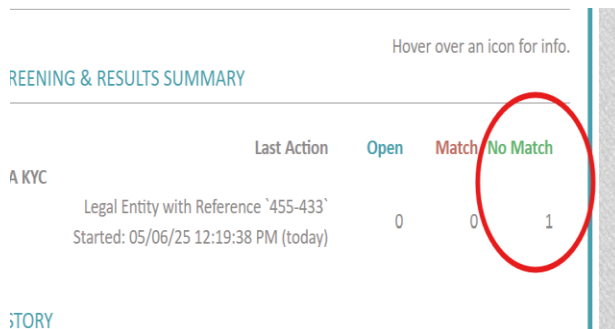 Hover over an icon for info.
REENING & RESULTS SUMMARY
Last Action Open Match No Match
A KYC
Legal Entity with Reference `455-433`
0 0 1
Started: 05/06/25 12:19:38 PM (today)
STORY